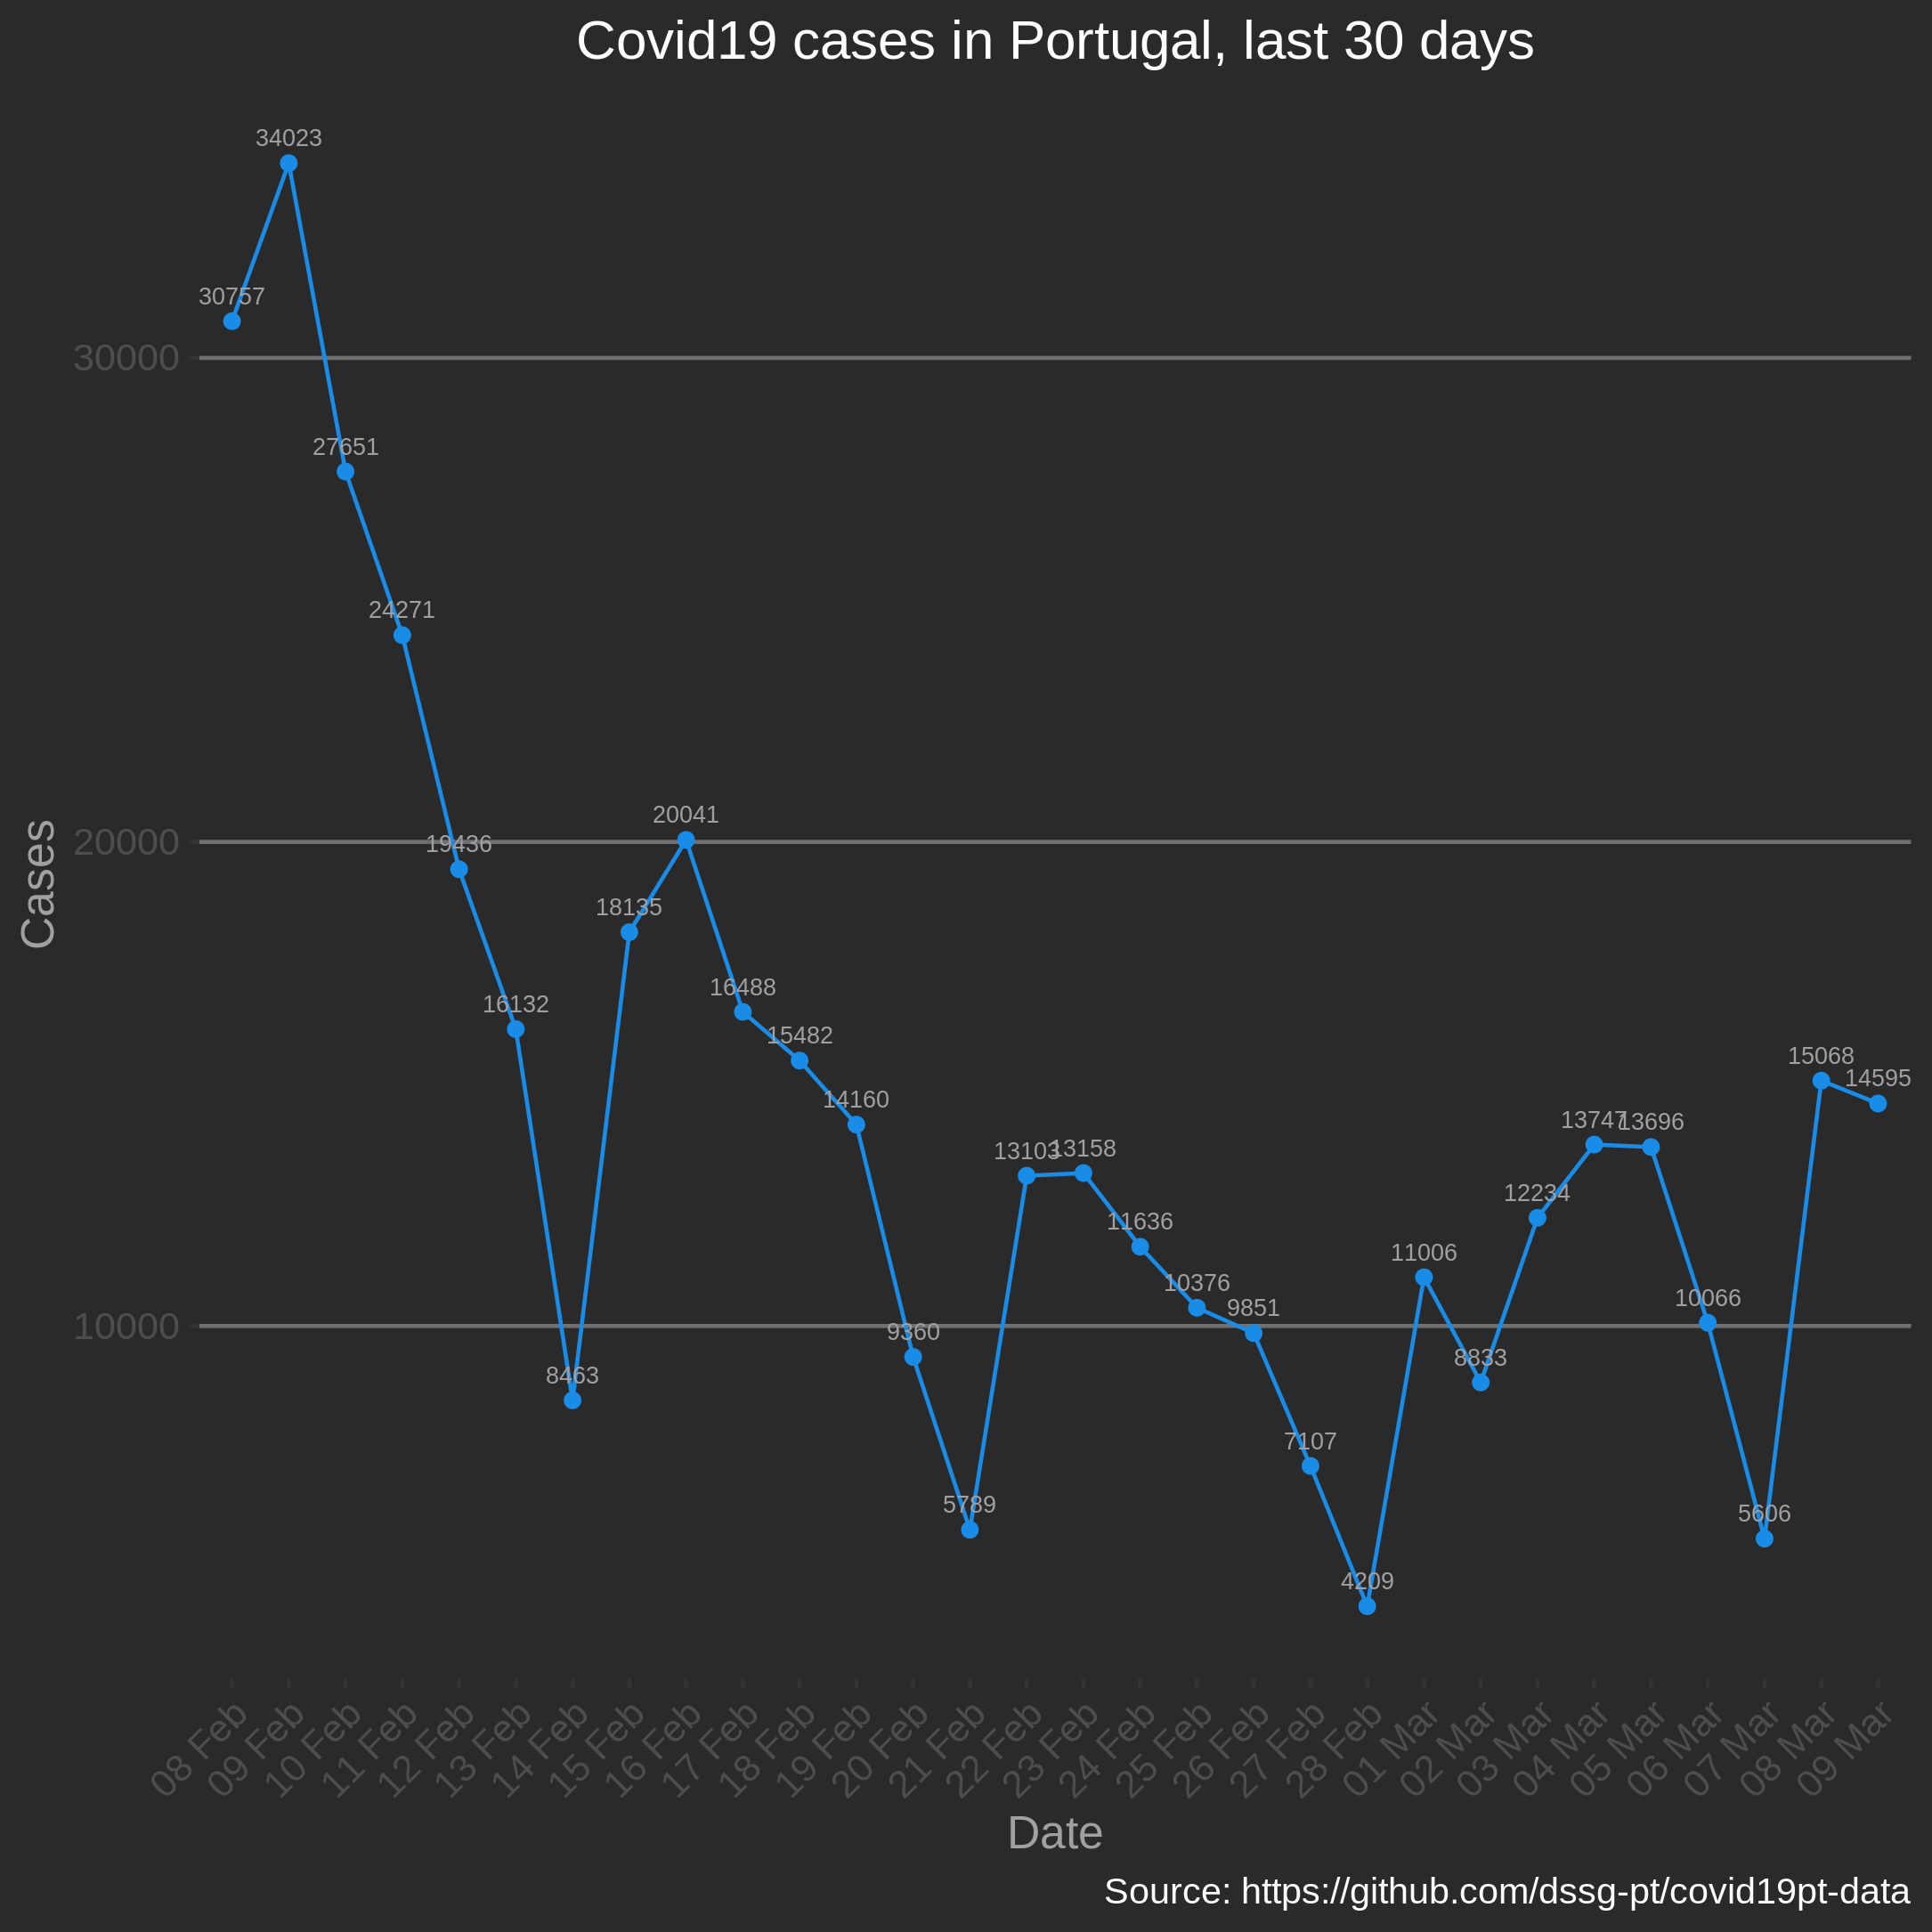 Covid19 cases in Portugal, last 30 days
34023
30757
30000
27651
24271
20041
20000
19436
18135
16488
16132
15482
15068
14595
14160
13747
13696
13103
13158
12234
11636
11006
10376
10066
10000
9851
9360
8833
8463
7107
5789
5606
4209
Cases
08 Feb
09 Feb
10 Feb
11 Feb
12 Feb
13 Feb
14 Feb
15 Feb
16 Feb
17 Feb
18 Feb
19 Feb
20 Feb
21 Feb
22 Feb
23 Feb
24 Feb
25 Feb
26 Feb
27 Feb
28 Feb
01 Mar
02 Mar
03 Mar
04 Mar
05 Mar
06 Mar
07 Mar
08 Mar
09 Mar
Date
Source: https://github.com/dssg-pt/covid19pt-data